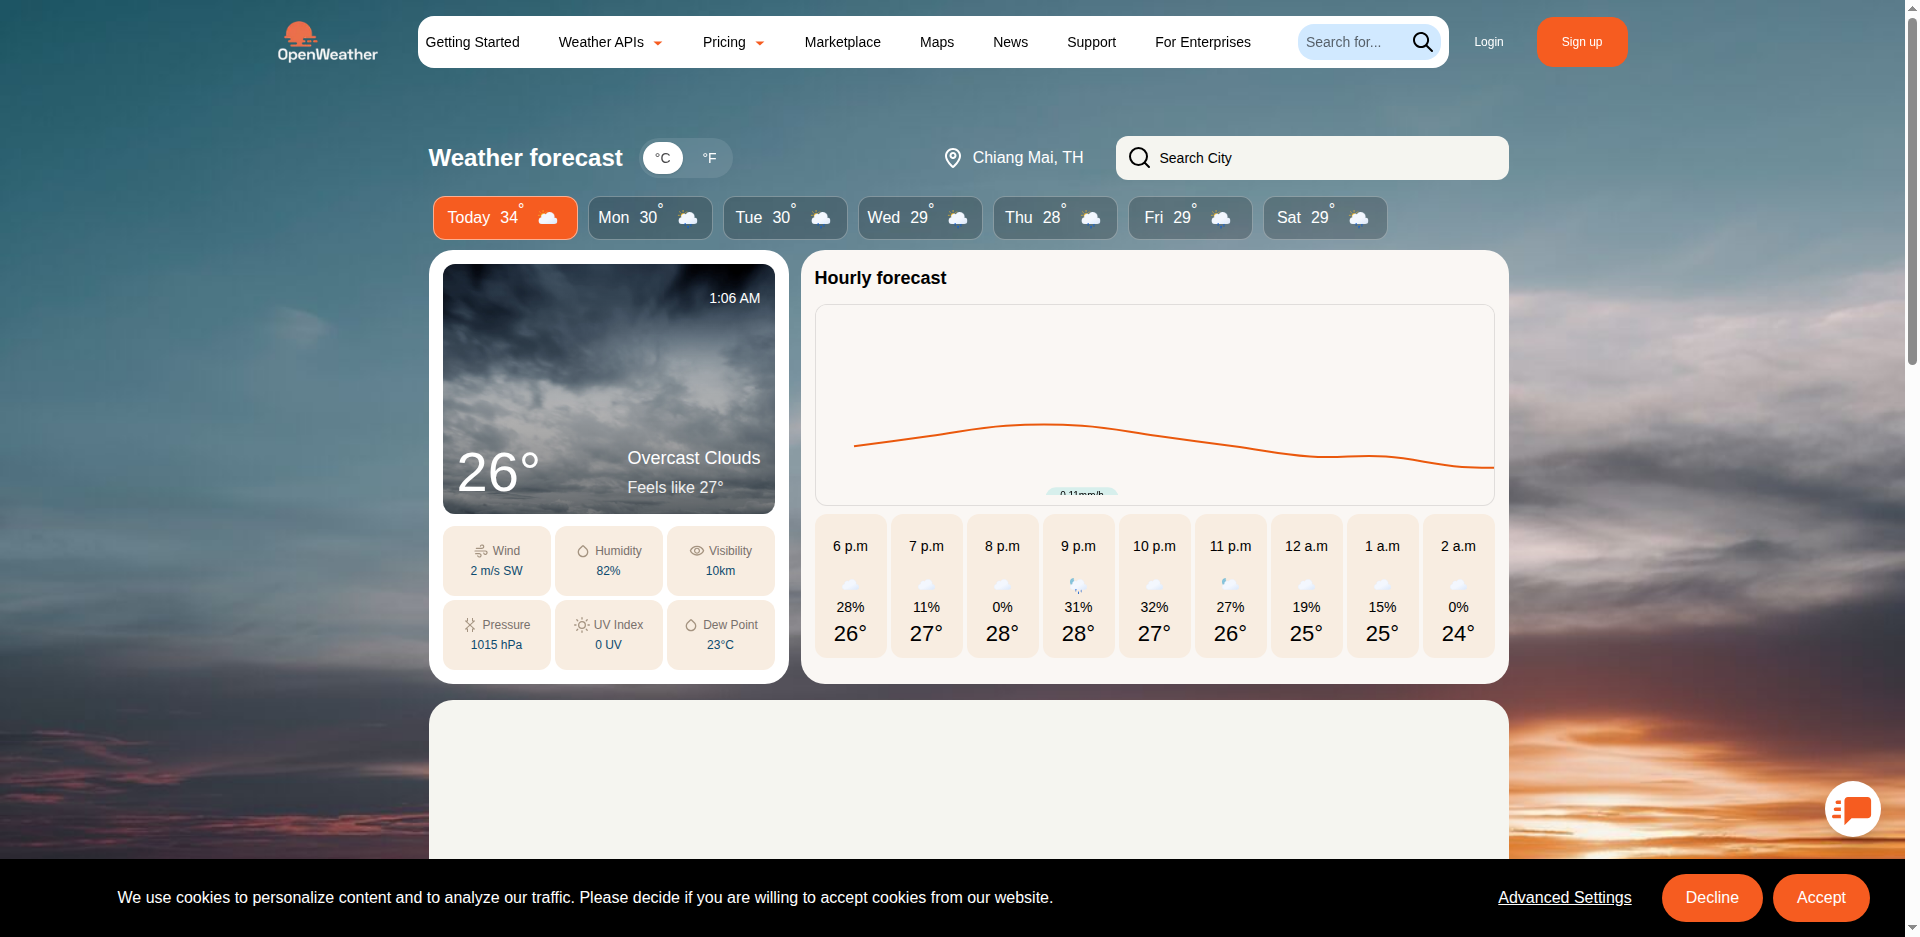 OpenWeather
Getting Started Weather APIs Pricing Marketplace Maps News Support For Enterprises Search for... Login Sign up
Weather forecast °C °F Chiang Mai, TH Search City
Today 34° Mon 30° Tue 30° Wed 29° Thu 28° Fri 29° Sat 29°
1:06 AM
26° Overcast Clouds
Feels like 27°
Wind Humidity Visibility
2 m/s SW 82% 10km
Pressure UV Index Dew Point
1015 hPa 0 UV 23°C
Hourly forecast
0.11mm/h
6 p.m 7 p.m 8 p.m 9 p.m 10 p.m 11 p.m 12 a.m 1 a.m 2 a.m
28% 11% 0% 31% 32% 27% 19% 15% 0%
26° 27° 28° 28° 27° 26° 25° 25° 24°
We use cookies to personalize content and to analyze our traffic. Please decide if you are willing to accept cookies from our website. Advanced Settings Decline Accept